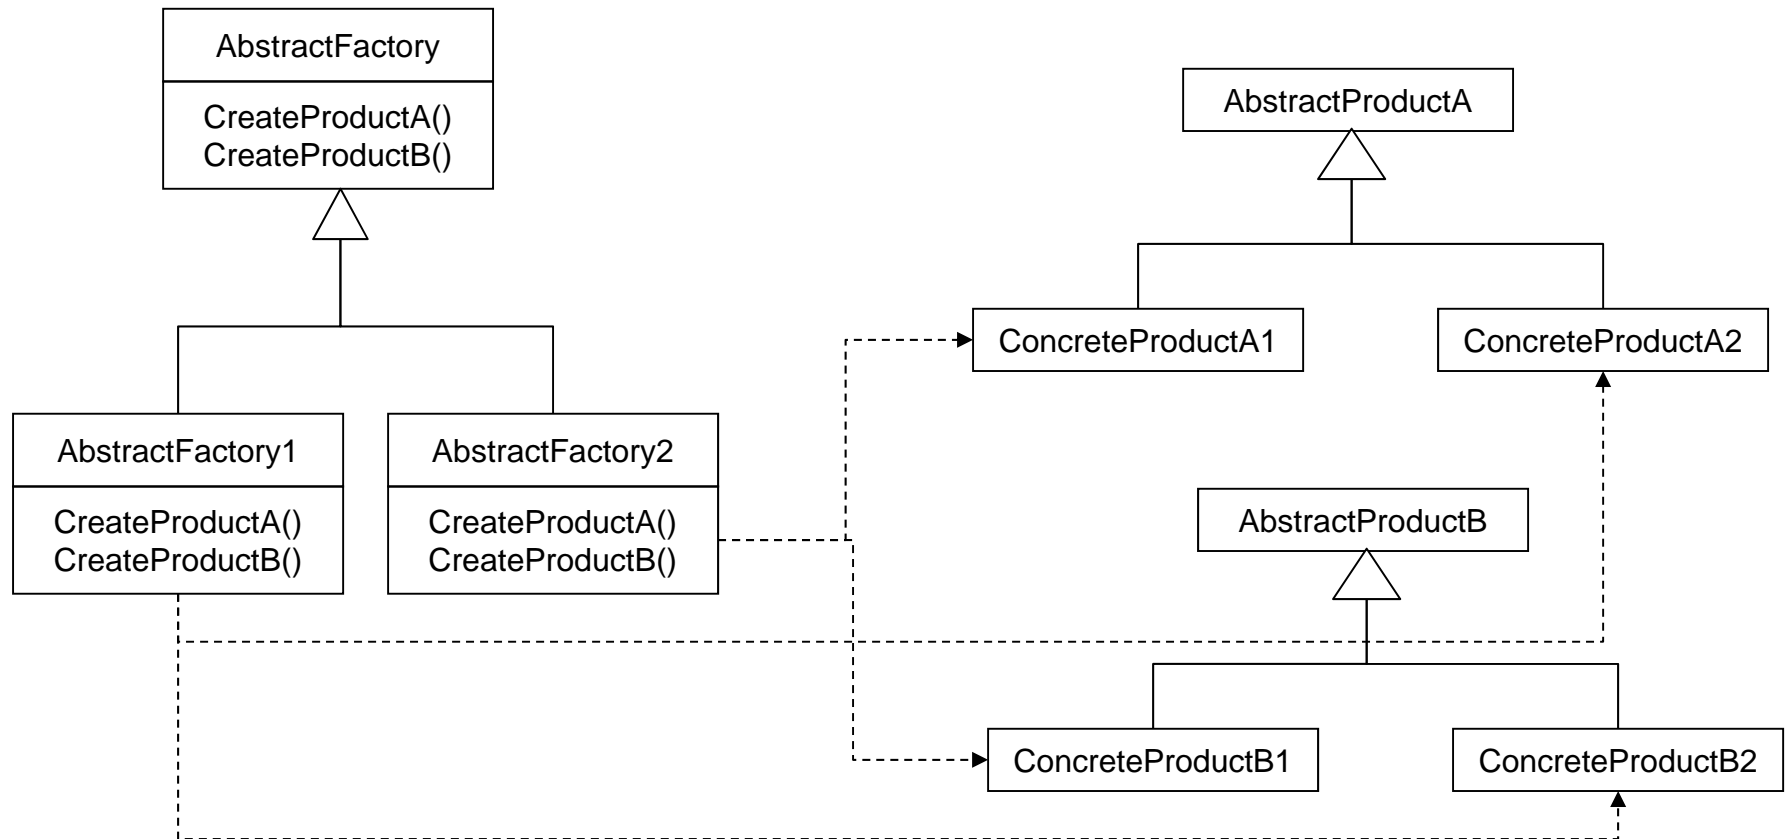 AbstractFactory
CreateProductA()
CreateProductB()
AbstractProductA
ConcreteProductA1
ConcreteProductA2
AbstractFactory1
CreateProductA()
CreateProductB()
AbstractFactory2
CreateProductA()
CreateProductB()
AbstractProductB
ConcreteProductB1
ConcreteProductB2